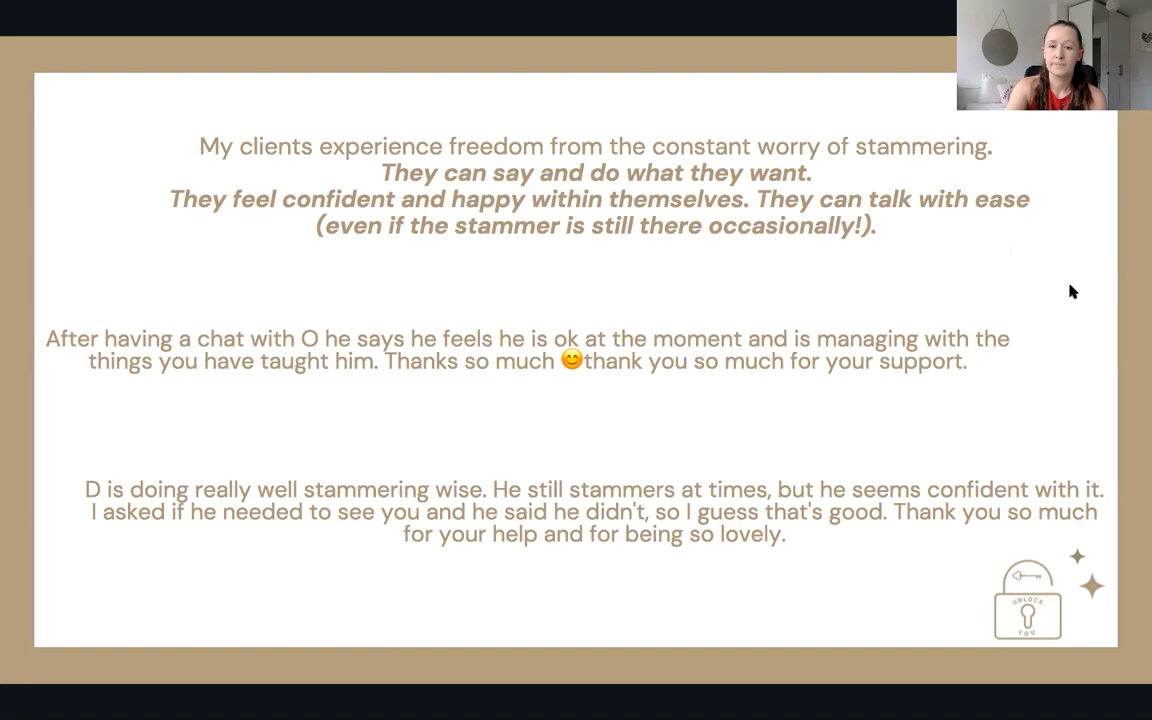 My clients experience freedom from the constant worry of stammering.
They can say and do what they want.
They feel confident and happy within themselves. They can talk with ease
(even if the stammer is still there occasionally!).
After having a chat with O he says he feels he is ok at the moment and is managing with the
things you have taught him. Thanks so much 😊thank you so much for your support.
D is doing really well stammering wise. He still stammers at times, but he seems confident with it.
I asked if he needed to see you and he said he didn't, so I guess that's good. Thank you so much
for your help and for being so lovely.
UNLOCK
YOU